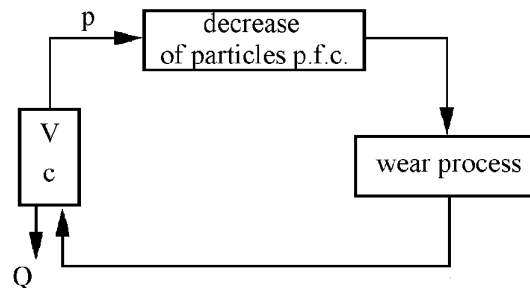 p
decrease
of particles p.f.c.
V
c
wear process
Q